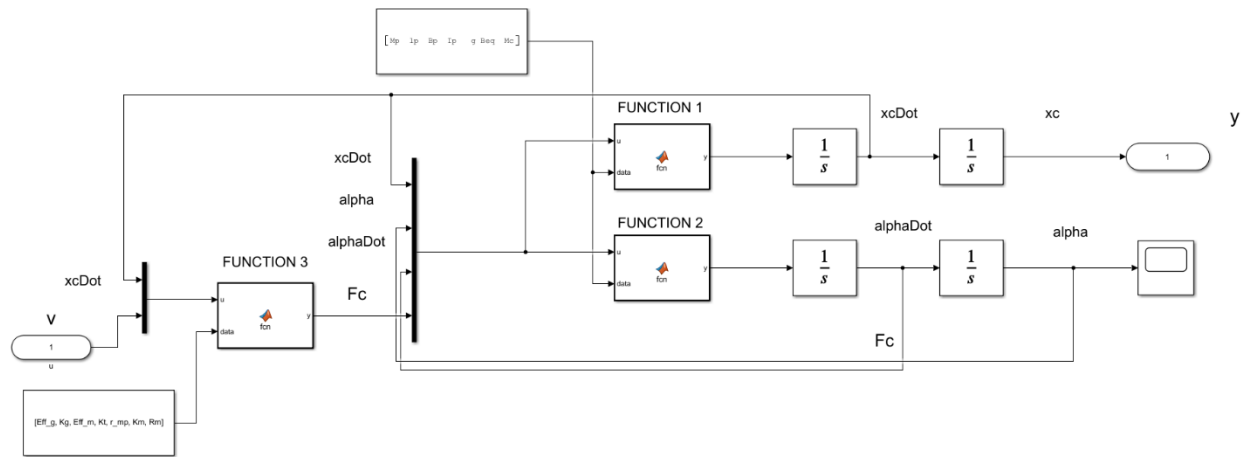 [Mp lp Bp Ip g Beq Mc]
FUNCTION 1
xcDot
xc
y
u
data
fcn
y
1
s
1
s
1
xcDot
alpha
alphaDot
FUNCTION 2
alphaDot
alpha
u
data
fcn
y
1
s
1
s
FUNCTION 3
xcDot
Fc
u
data
fcn
y
v
1
u
Fc
[Eff_g, Kg, Eff_m, Kt, r_mp, Km, Rm]